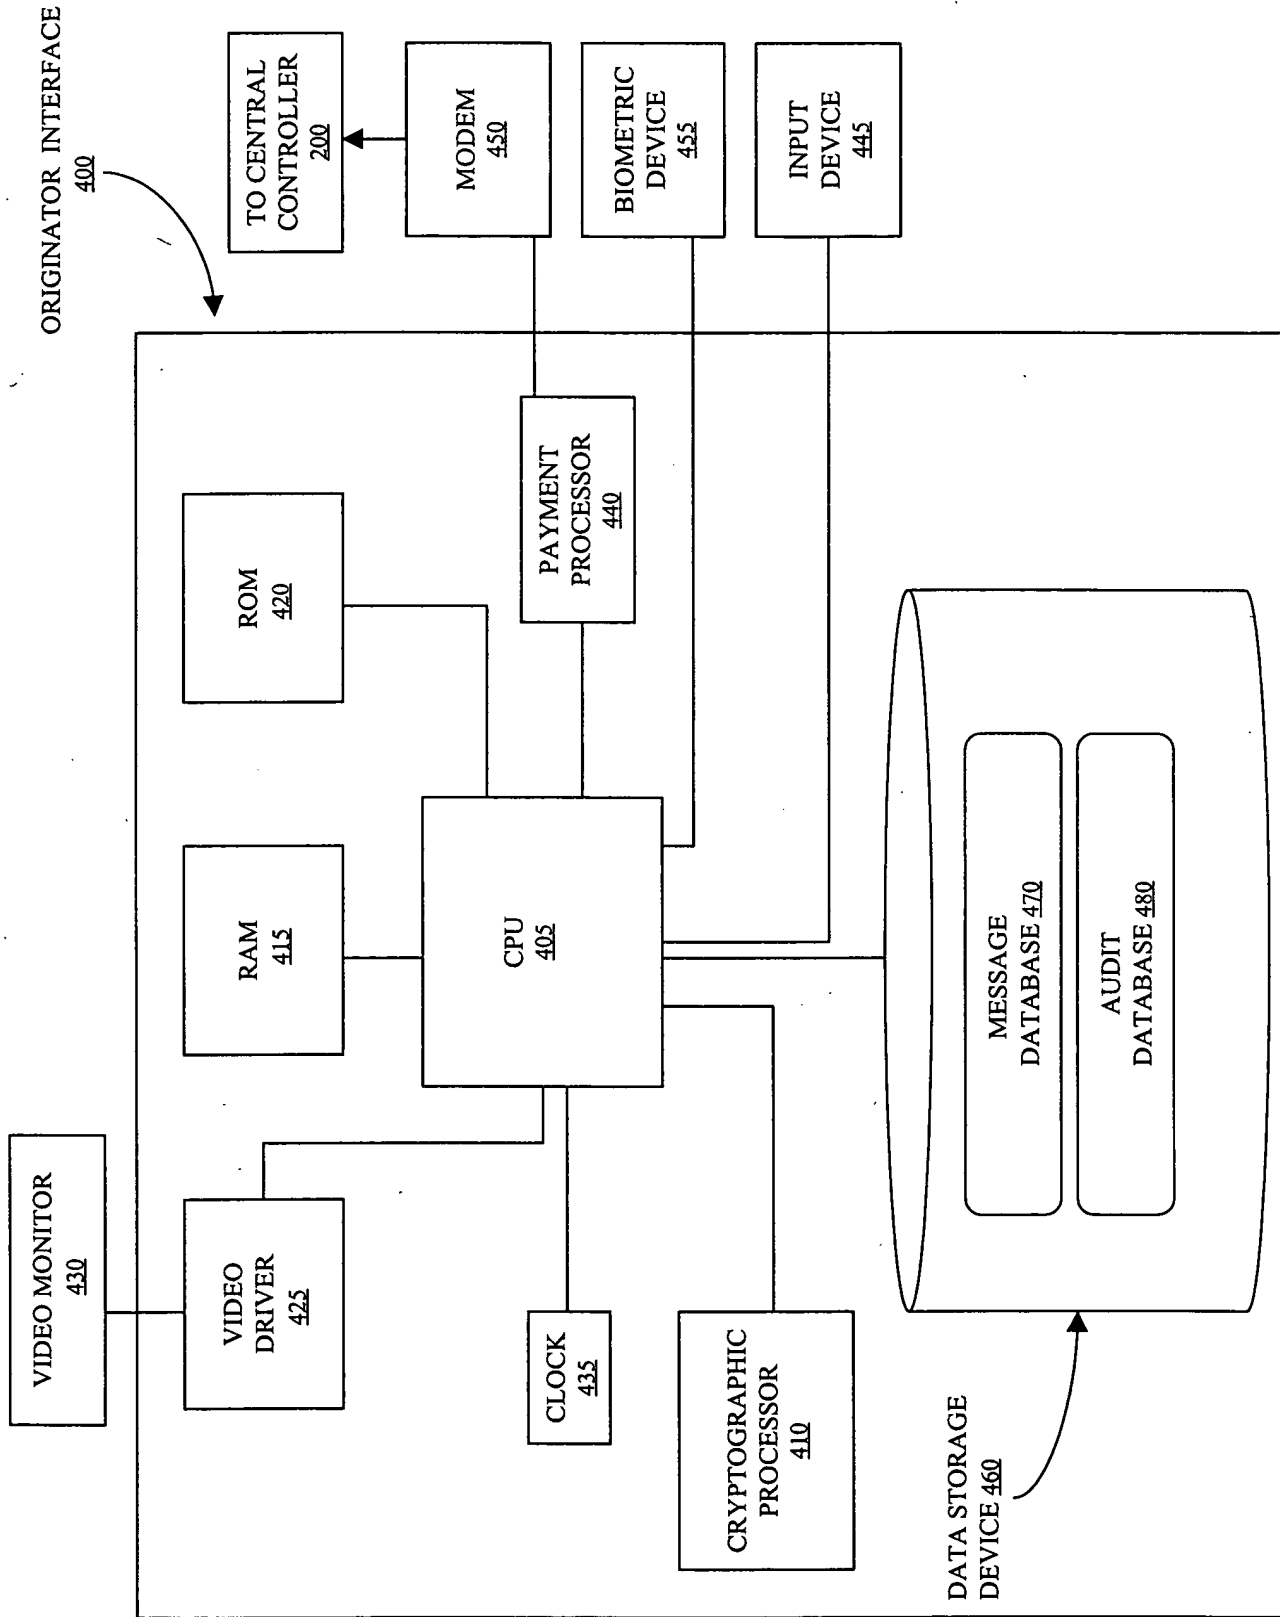 ORIGINATOR INTERFACE
400
VIDEO MONITOR
430
VIDEO
DRIVER
425
RAM
415
ROM
420
TO CENTRAL
CONTROLLER
200
MODEM
450
CLOCK
435
CPU
405
PAYMENT
PROCESSOR
440
BIOMETRIC
DEVICE
455
CRYPTOGRAPHIC
PROCESSOR
410
INPUT
DEVICE
445
DATA STORAGE
DEVICE 460
MESSAGE
DATABASE 470
AUDIT
DATABASE 480